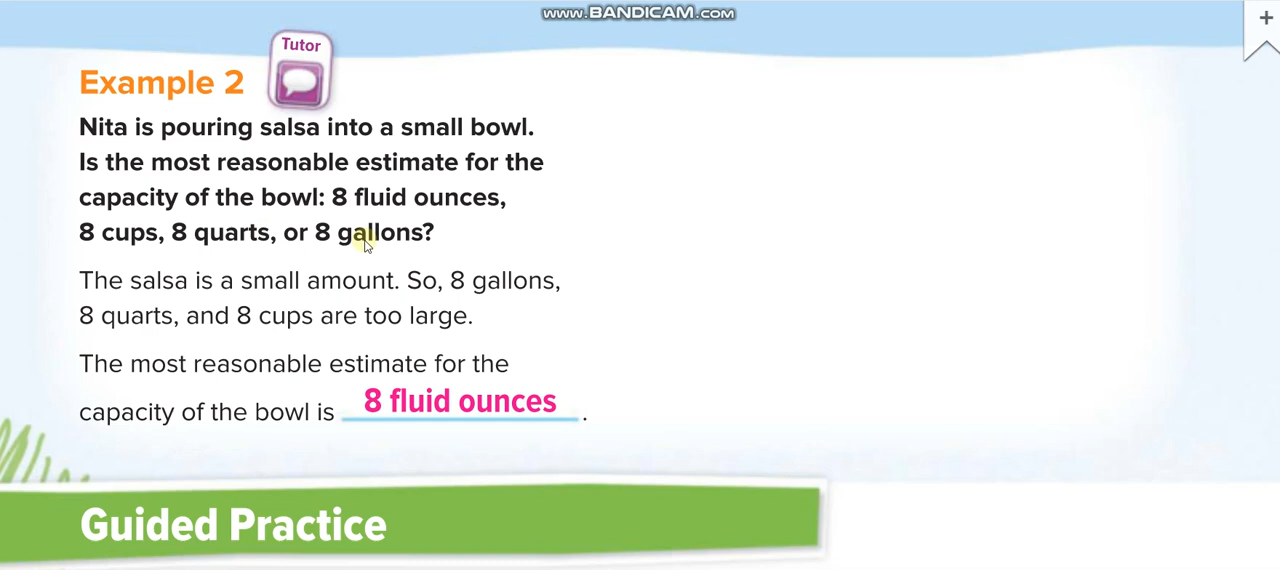 www.BANDICAM.com
+
Tutor
Example 2
Nita is pouring salsa into a small bowl.
Is the most reasonable estimate for the
capacity of the bowl: 8 fluid ounces,
8 cups, 8 quarts, or 8 gallons?
The salsa is a small amount. So, 8 gallons,
8 quarts, and 8 cups are too large.
The most reasonable estimate for the
capacity of the bowl is 8 fluid ounces.
Guided Practice